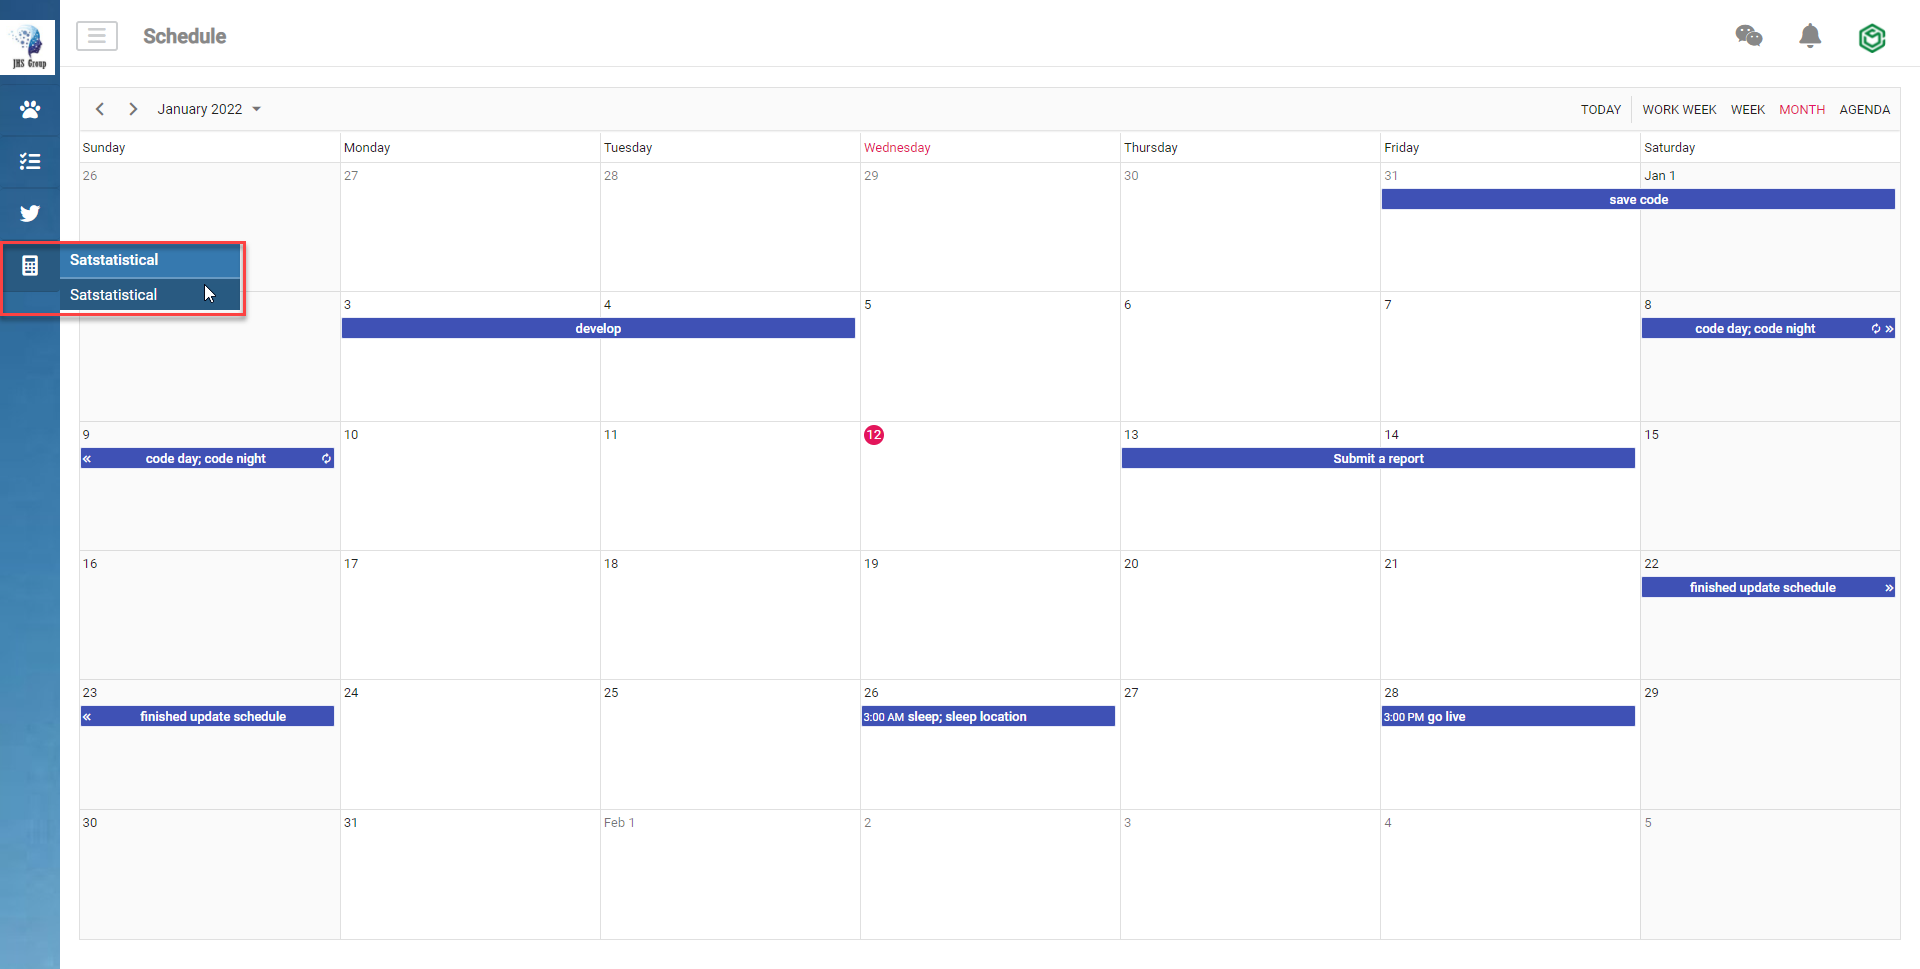 JHS Group
Schedule
January 2022
TODAY WORK WEEK WEEK MONTH AGENDA
Sunday Monday Tuesday Wednesday Thursday Friday Saturday
26 27 28 29 30 31 Jan 1
save code
Satstatistical
Satstatistical
3 4 5 6 7 8
develop code day; code night »
9 10 11 12 13 14 15
« code day; code night Submit a report
16 17 18 19 20 21 22
finished update schedule »
23 24 25 26 27 28 29
« finished update schedule 3:00 AM sleep; sleep location 3:00 PM go live
30 31 Feb 1 2 3 4 5